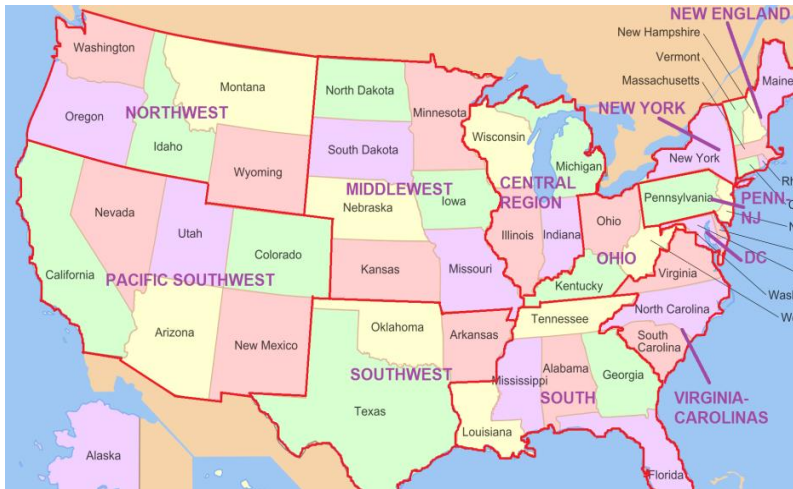 NEW ENGLAND
New Hampshire
Vermont
Massachusetts
Maine
Washington
Montana
North Dakota
Minnesota
NORTHWEST
Oregon
Idaho
Wyoming
South Dakota
Wisconsin
Michigan
NEW YORK
New York
MIDDLEWEST
CENTRAL
REGION
Nebraska
Iowa
Pennsylvania
PENN-
NJ
Nevada
Utah
Colorado
California
PACIFIC SOUTHWEST
Kansas
Missouri
Illinois
Indiana
Ohio
OHIO
DC
Kentucky
Virginia
Arizona
New Mexico
Oklahoma
Arkansas
Tennessee
North Carolina
South
Carolina
SOUTHWEST
Texas
Mississippi
Alabama
Georgia
SOUTH
VIRGINIA-
CAROLINAS
Louisiana
Alaska
Florida